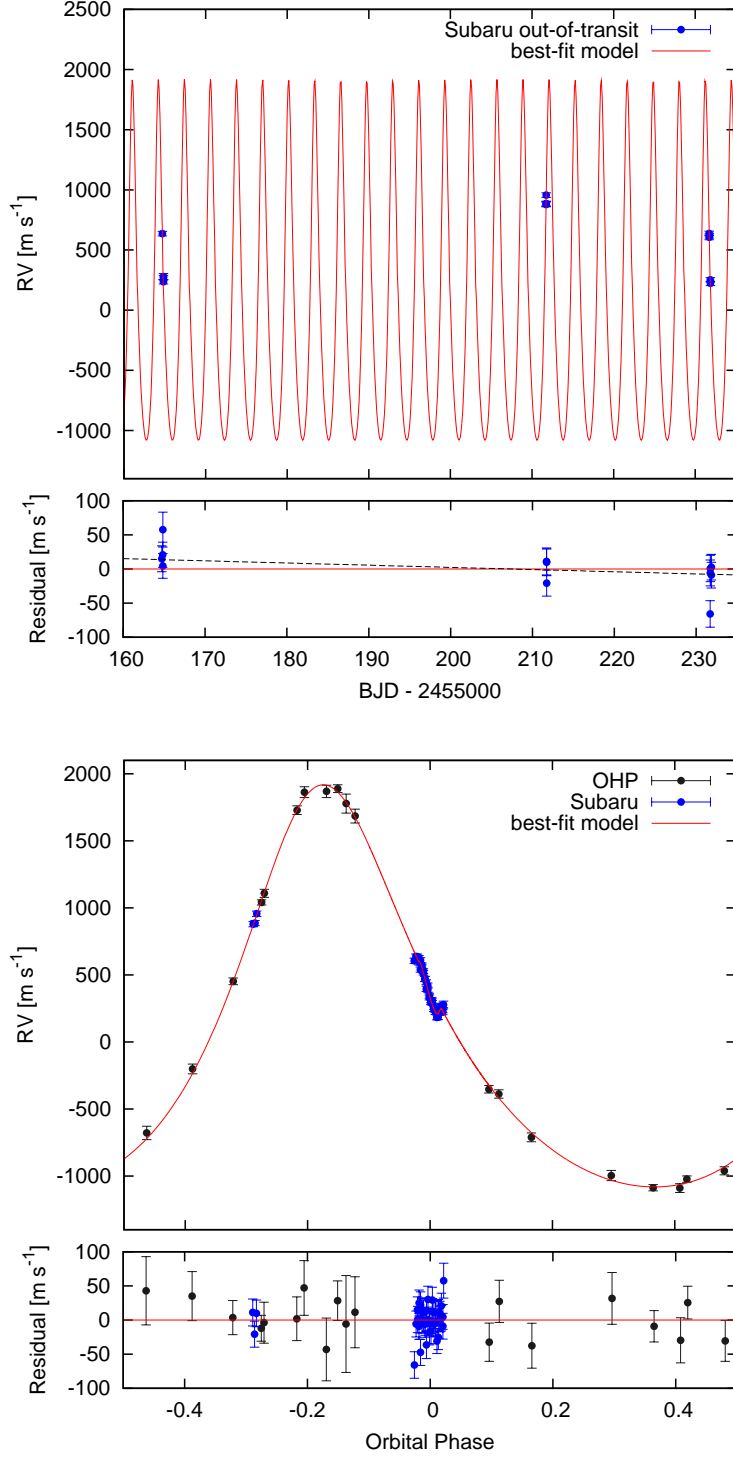 Subaru out-of-transit
best-fit model
2500
2000
1500
1000
500
0
-500
-1000
RV [m s-1]
100
50
0
-50
-100
Residual [m s-1]
160 170 180 190 200 210 220 230
BJD - 2455000
OHP
Subaru
best-fit model
2000
1500
1000
500
0
-500
-1000
RV [m s-1]
100
50
0
-50
-100
Residual [m s-1]
-0.4 -0.2 0 0.2 0.4
Orbital Phase